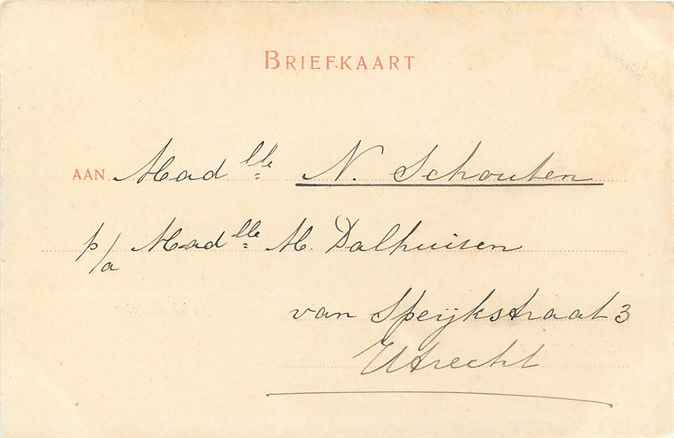 BRIEFKAART
AAN Mad lle N. Schouten
p/a Mad lle M. Dalhuisen
van Speijkstraat 3
Utrecht